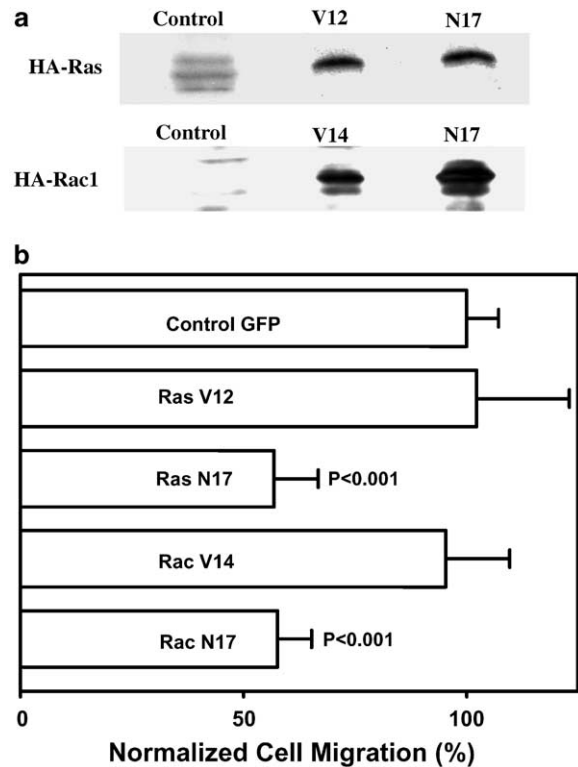 a
Control V12 N17
HA-Ras
Control V14 N17
HA-Rac1
b
Control GFP
Ras V12
Ras N17 P<0.001
Rac V14
Rac N17 P<0.001
0 50 100
Normalized Cell Migration (%)